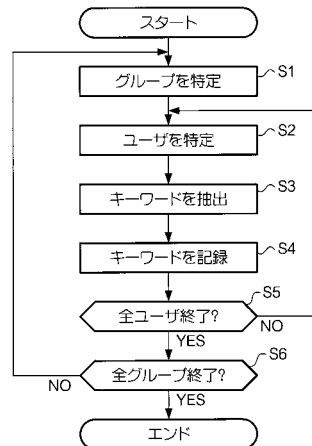 スタート
グループを特定 S1
ユーザを特定 S2
キーワードを抽出 S3
キーワードを記録 S4
全ユーザ終了? S5
NO
YES
全グループ終了? S6
NO
YES
エンド